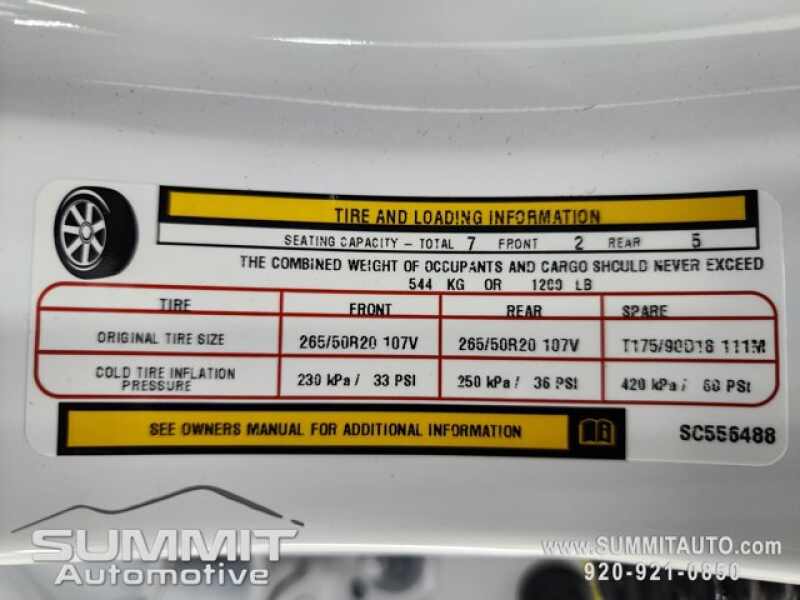 TIRE AND LOADING INFORMATION
SEATING CAPACITY – TOTAL 7 FRONT 2 REAR 5
THE COMBINED WEIGHT OF OCCUPANTS AND CARGO SHOULD NEVER EXCEED
544 KG OR 1200 LB
TIRE FRONT REAR SPARE
ORIGINAL TIRE SIZE 265/50R20 107V 265/50R20 107V T175/90D18 111M
COLD TIRE INFLATION PRESSURE 230 kPa / 33 PSI 250 kPa / 36 PSI 420 kPa / 60 PSI
SEE OWNERS MANUAL FOR ADDITIONAL INFORMATION
SC556488
SUMMIT
Automotive
www.SUMMITAUTO.com
920-921-0850